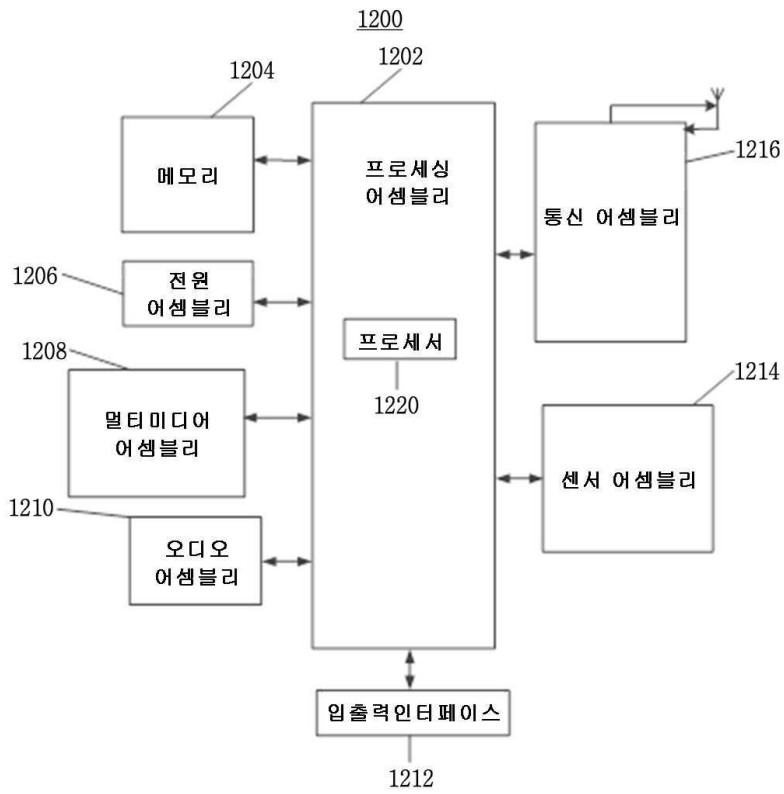 1200
1204
1202
메모리
프로세싱
어셈블리
1216
통신 어셈블리
1206
전원
어셈블리
1208
프로세서
1220
멀티미디어
어셈블리
1214
센서 어셈블리
1210
오디오
어셈블리
입출력인터페이스
1212